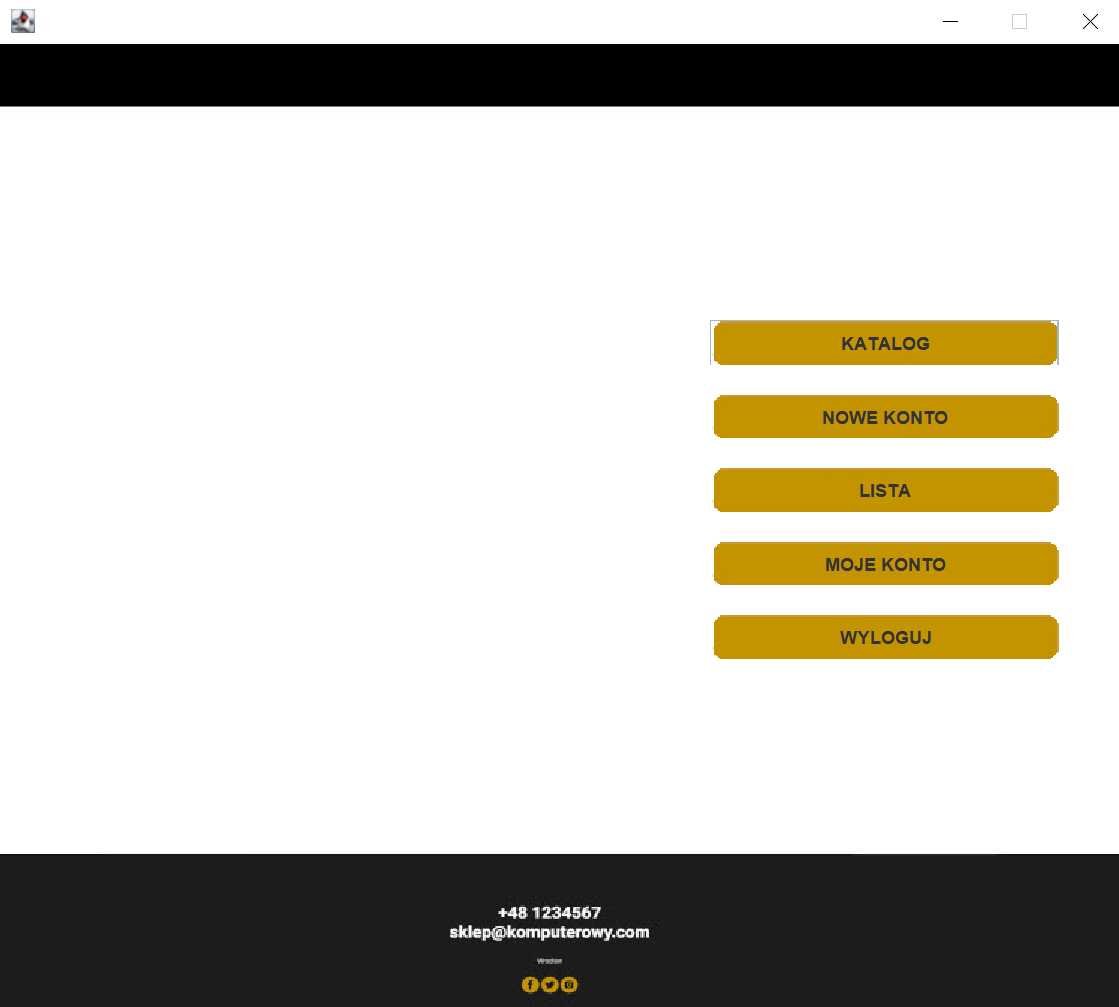 KATALOG
NOWE KONTO
LISTA
MOJE KONTO
WYLOGUJ
+48 1234567
sklep@komputerowy.com